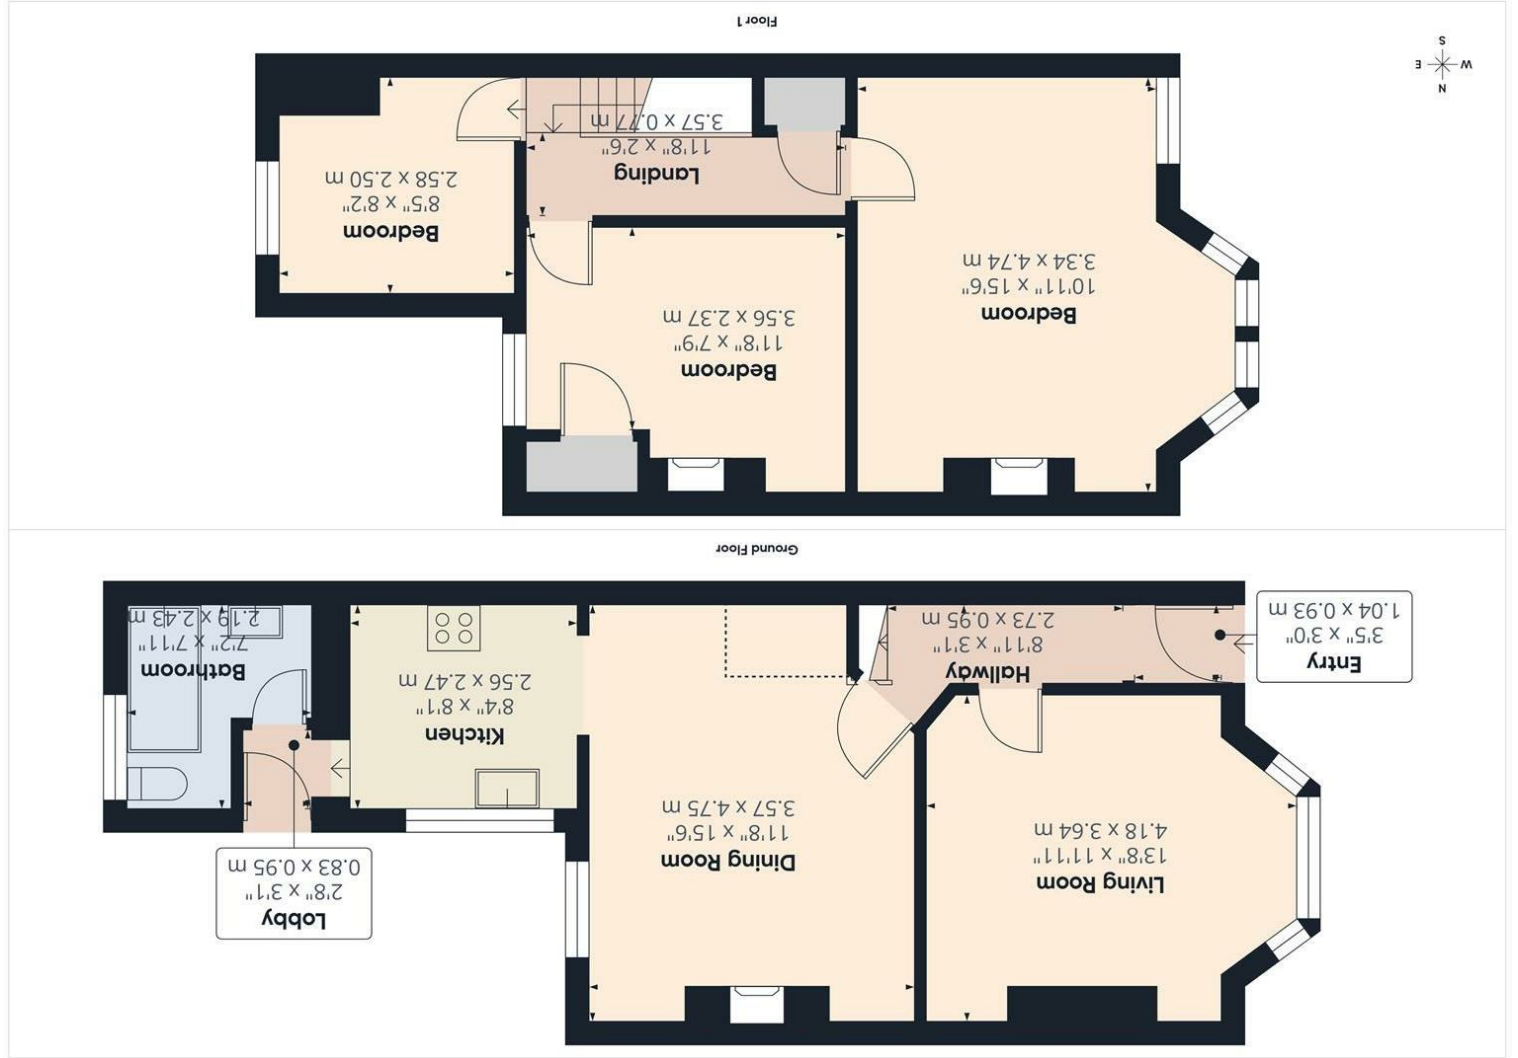 Ground Floor
Living Room
13'8" x 11'11"
4.18 x 3.64 m
Dining Room
11'8" x 15'6"
3.57 x 4.75 m
Lobby
2'8" x 3'1"
0.83 x 0.95 m
Kitchen
8'4" x 8'1"
2.56 x 2.47 m
Entry
3'5" x 3'0"
1.04 x 0.93 m
Hallway
8'11" x 3'1"
2.73 x 0.95 m
Bathroom
7'2" x 7'11"
2.19 x 2.43 m
Floor 1
Bedroom
11'8" x 7'9"
3.56 x 2.37 m
Bedroom
10'11" x 15'6"
3.34 x 4.74 m
Bedroom
8'5" x 8'2"
2.58 x 2.50 m
Landing
11'8" x 2'6"
3.57 x 0.77 m
N
W
E
S